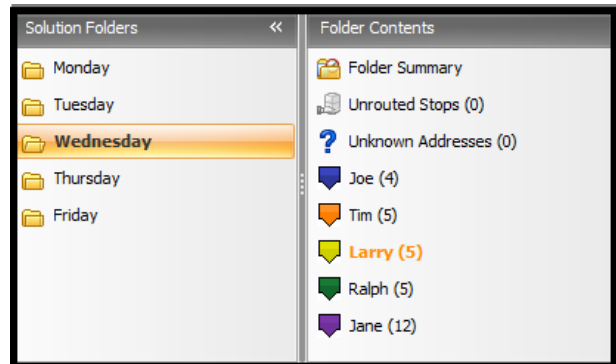 Solution Folders «
Monday
Tuesday
Wednesday
Thursday
Friday
Folder Contents
Folder Summary
Unrouted Stops (0)
? Unknown Addresses (0)
Joe (4)
Tim (5)
Larry (5)
Ralph (5)
Jane (12)